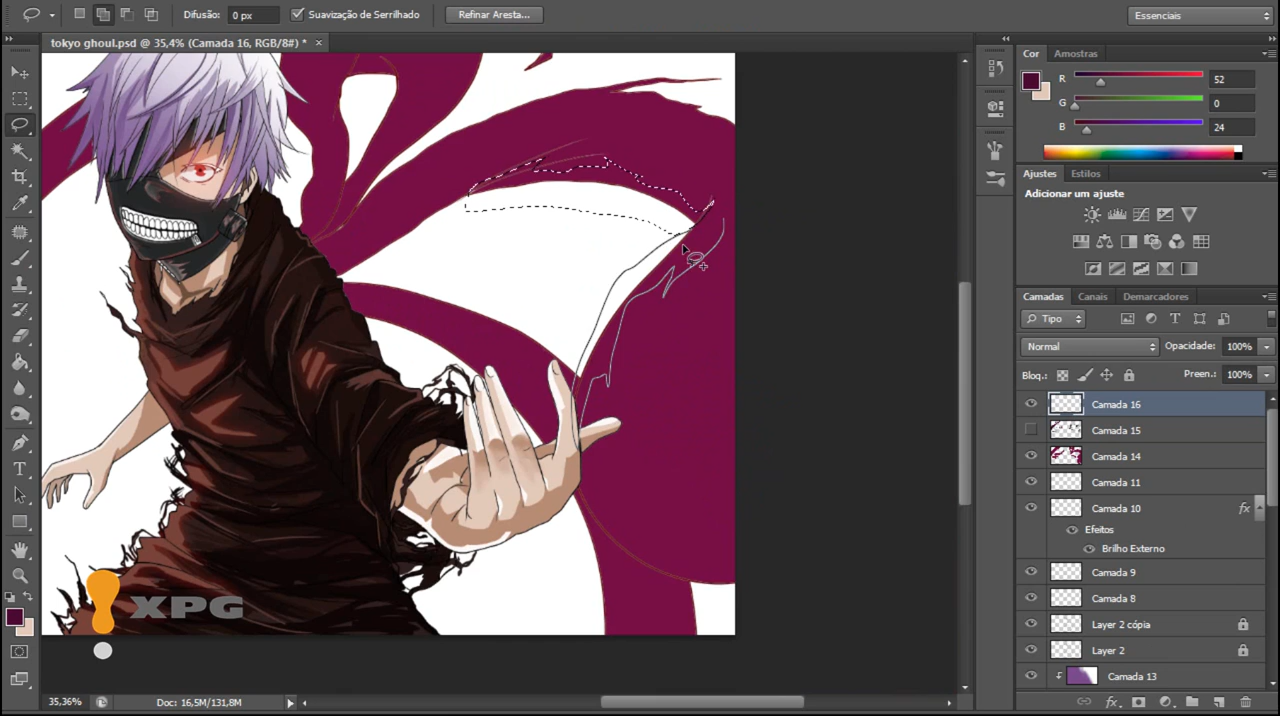 Difusão: 0 px Suavização de Serrilhado Refinar Aresta... Essenciais
tokyo ghoul.psd @ 35,4% (Camada 16, RGB/8#) * ×
Cor Amostras
R 52
G 0
B 24
Ajustes Estilos
Adicionar um ajuste
Camadas Canais Demarcadores
Tipo
Normal Opacidade: 100%
Bloq.: Preen.: 100%
Camada 16
Camada 15
Camada 14
Camada 11
Camada 10 fx
Efeitos
Brilho Externo
Camada 9
Camada 8
Layer 2 cópia
Layer 2
Camada 13
XPG
35,36% Doc: 16,5M/131,8M